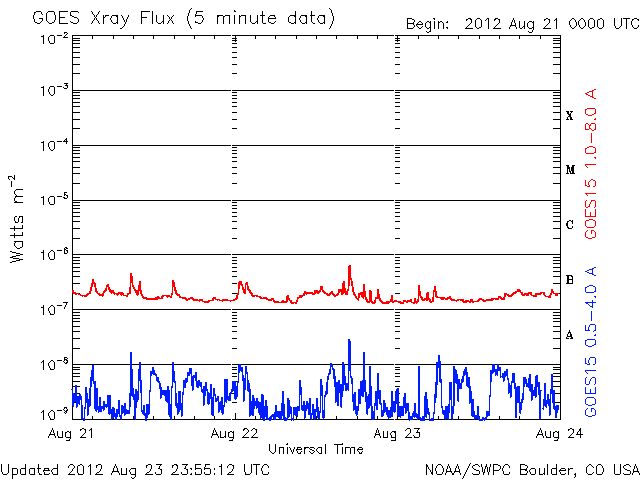 GOES Xray Flux (5 minute data)
Begin: 2012 Aug 21 0000 UTC
10⁻²
10⁻³
10⁻⁴
10⁻⁵
10⁻⁶
10⁻⁷
10⁻⁸
10⁻⁹
Watts m⁻²
X
M
C
B
A
GOES15 1.0-8.0 A
GOES15 0.5-4.0 A
Aug 21
Aug 22
Aug 23
Aug 24
Universal Time
Updated 2012 Aug 23 23:55:12 UTC
NOAA/SWPC Boulder, CO USA